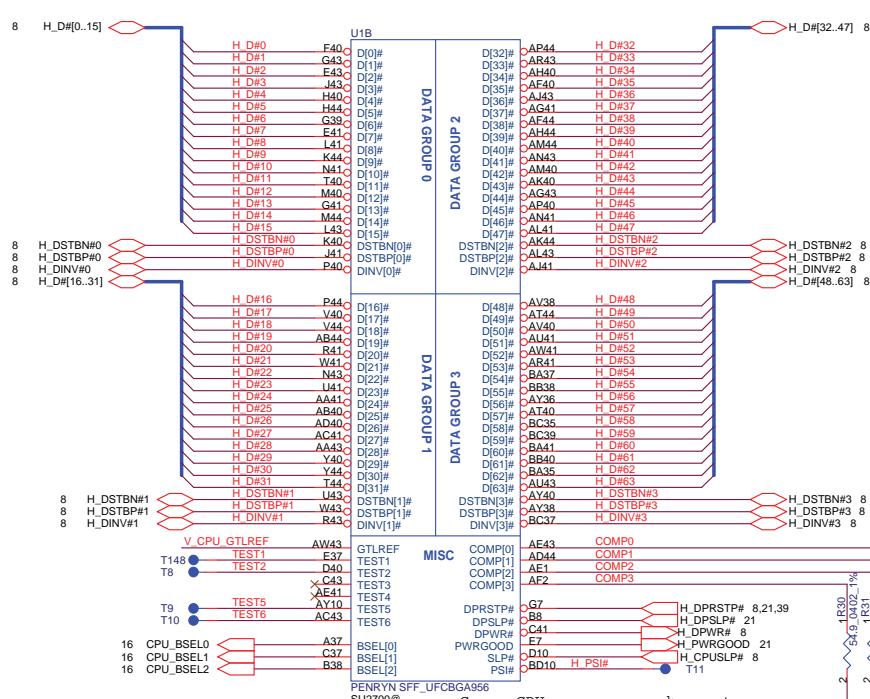 U1B
8 H_D#[0..15] H_D#[32..47] 8
H_D#0 F40 D[0]# D[32]# AP44 H_D#32
H_D#1 G43 D[1]# D[33]# AR43 H_D#33
H_D#2 E43 D[2]# D[34]# AH40 H_D#34
H_D#3 J43 D[3]# D[35]# AF40 H_D#35
H_D#4 H40 D[4]# D[36]# AJ43 H_D#36
H_D#5 H44 D[5]# D[37]# AG41 H_D#37
H_D#6 G39 D[6]# D[38]# AF44 H_D#38
H_D#7 E41 D[7]# D[39]# AH44 H_D#39
H_D#8 L41 D[8]# D[40]# AM44 H_D#40
H_D#9 K44 D[9]# D[41]# AN43 H_D#41
H_D#10 N41 D[10]# D[42]# AM40 H_D#42
H_D#11 T40 D[11]# D[43]# AK40 H_D#43
H_D#12 M40 D[12]# D[44]# AG43 H_D#44
H_D#13 G41 D[13]# D[45]# AP40 H_D#45
H_D#14 M44 D[14]# D[46]# AN41 H_D#46
H_D#15 L43 D[15]# D[47]# AL41 H_D#47
DATA GROUP 0
DATA GROUP 2
8 H_DSTBN#0 H_DSTBN#0 K40 DSTBN[0]# DSTBN[2]# AK44 H_DSTBN#2 H_DSTBN#2 8
8 H_DSTBP#0 H_DSTBP#0 J41 DSTBP[0]# DSTBP[2]# AL43 H_DSTBP#2 H_DSTBP#2 8
8 H_DINV#0 H_DINV#0 P40 DINV[0]# DINV[2]# AJ41 H_DINV#2 H_DINV#2 8
8 H_D#[16..31] H_D#[48..63] 8
H_D#16 P44 D[16]# D[48]# AV38 H_D#48
H_D#17 V40 D[17]# D[49]# AT44 H_D#49
H_D#18 V44 D[18]# D[50]# AV40 H_D#50
H_D#19 AB44 D[19]# D[51]# AU41 H_D#51
H_D#20 R41 D[20]# D[52]# AW41 H_D#52
H_D#21 W41 D[21]# D[53]# AR41 H_D#53
H_D#22 N43 D[22]# D[54]# BA37 H_D#54
H_D#23 U41 D[23]# D[55]# BB38 H_D#55
H_D#24 AA41 D[24]# D[56]# AY36 H_D#56
H_D#25 AB40 D[25]# D[57]# AT40 H_D#57
H_D#26 AD40 D[26]# D[58]# BC35 H_D#58
H_D#27 AC41 D[27]# D[59]# BC39 H_D#59
H_D#28 AA43 D[28]# D[60]# BA41 H_D#60
H_D#29 Y40 D[29]# D[61]# BB40 H_D#61
H_D#30 Y44 D[30]# D[62]# BA35 H_D#62
H_D#31 T44 D[31]# D[63]# AU43 H_D#63
DATA GROUP 1
DATA GROUP 3
8 H_DSTBN#1 H_DSTBN#1 U43 DSTBN[1]# DSTBN[3]# AY40 H_DSTBN#3 H_DSTBN#3 8
8 H_DSTBP#1 H_DSTBP#1 W43 DSTBP[1]# DSTBP[3]# AY38 H_DSTBP#3 H_DSTBP#3 8
8 H_DINV#1 H_DINV#1 R43 DINV[1]# DINV[3]# BC37 H_DINV#3 H_DINV#3 8
MISC
V_CPU_GTLREF AW43 GTLREF COMP[0] AE43 COMP0
T148 TEST1 E37 TEST1 COMP[1] AD44 COMP1
T8 TEST2 D40 TEST2 COMP[2] AE1 COMP2
C43 TEST3 COMP[3] AF2 COMP3
AE41 TEST4
T9 TEST5 AY10 TEST5 DPRSTP# G7 H_DPRSTP# 8,21,39
T10 TEST6 AC43 TEST6 DPSLP# B8 H_DPSLP# 21
DPWR# C41 H_DPWR# 8
16 CPU_BSEL0 A37 BSEL[0] PWRGOOD E7 H_PWRGOOD 21
16 CPU_BSEL1 C37 BSEL[1] SLP# D10 H_CPUSLP# 8
16 CPU_BSEL2 B38 BSEL[2] PSI# BD10 H_PSI# T11
R30 54.9_0402_1% R31
1 1
2 2
PENRYN SFF_UFCBGA956